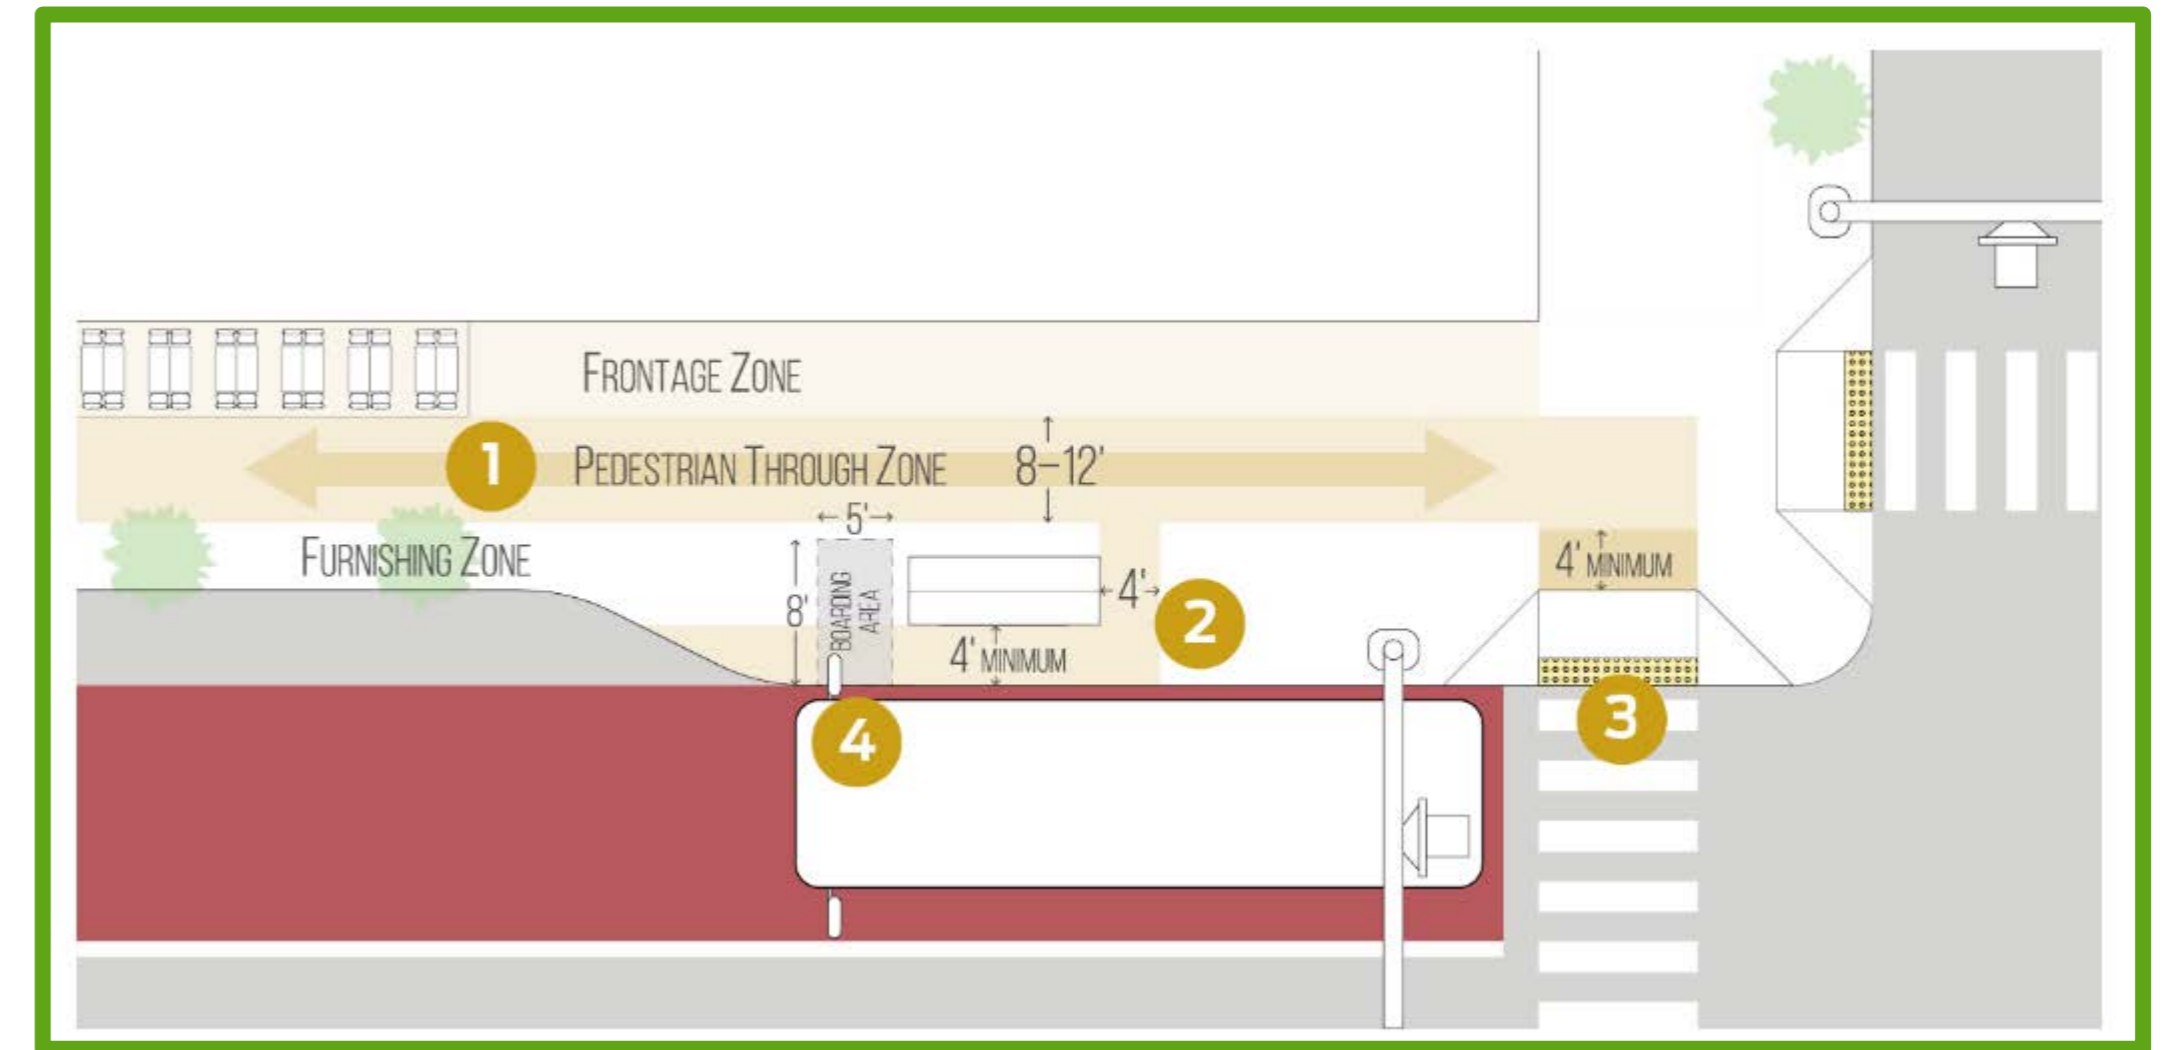 FRONTAGE ZONE
1
PEDESTRIAN THROUGH ZONE
8–12'
5'
FURNISHING ZONE
8'
BOARDING
AREA
4'
4' MINIMUM
2
4' MINIMUM
3
4